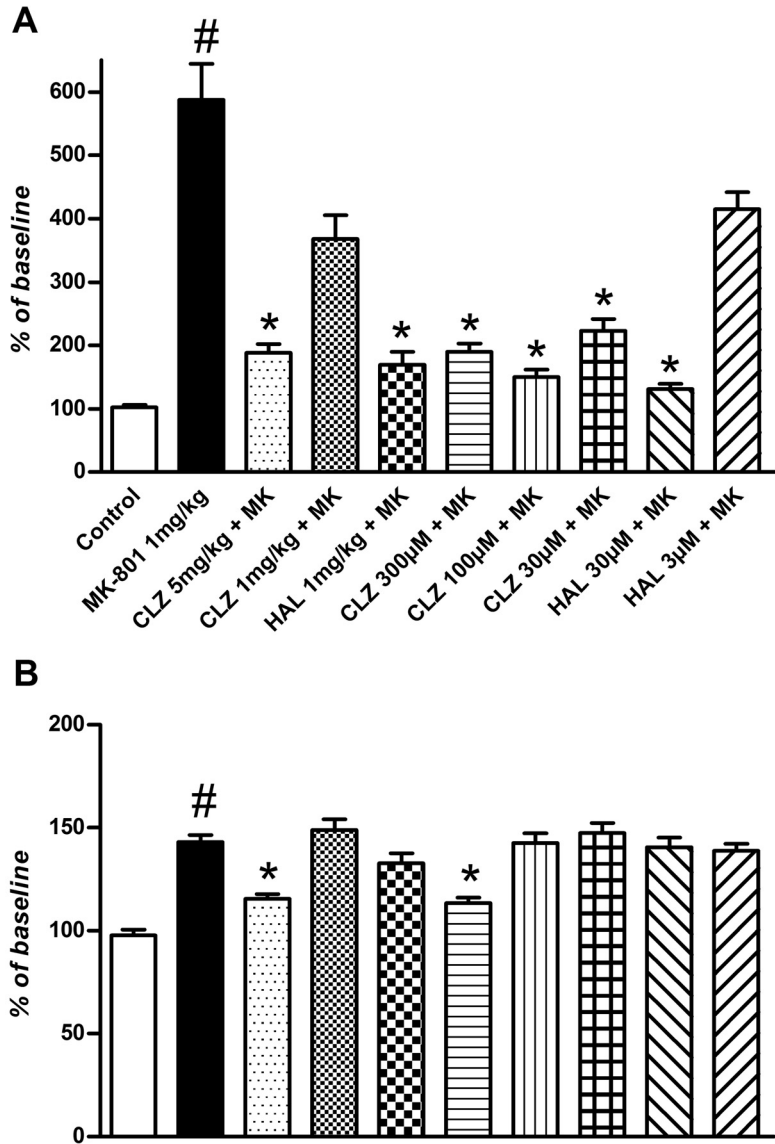 A
#
600
500
400
300
200
100
0
% of baseline
*
*
*
*
*
*
Control
MK-801 1mg/kg
CLZ 5mg/kg + MK
CLZ 1mg/kg + MK
HAL 1mg/kg + MK
CLZ 300µM + MK
CLZ 100µM + MK
CLZ 30µM + MK
HAL 30µM + MK
HAL 3µM + MK
B
200
150
100
50
0
% of baseline
#
*
*